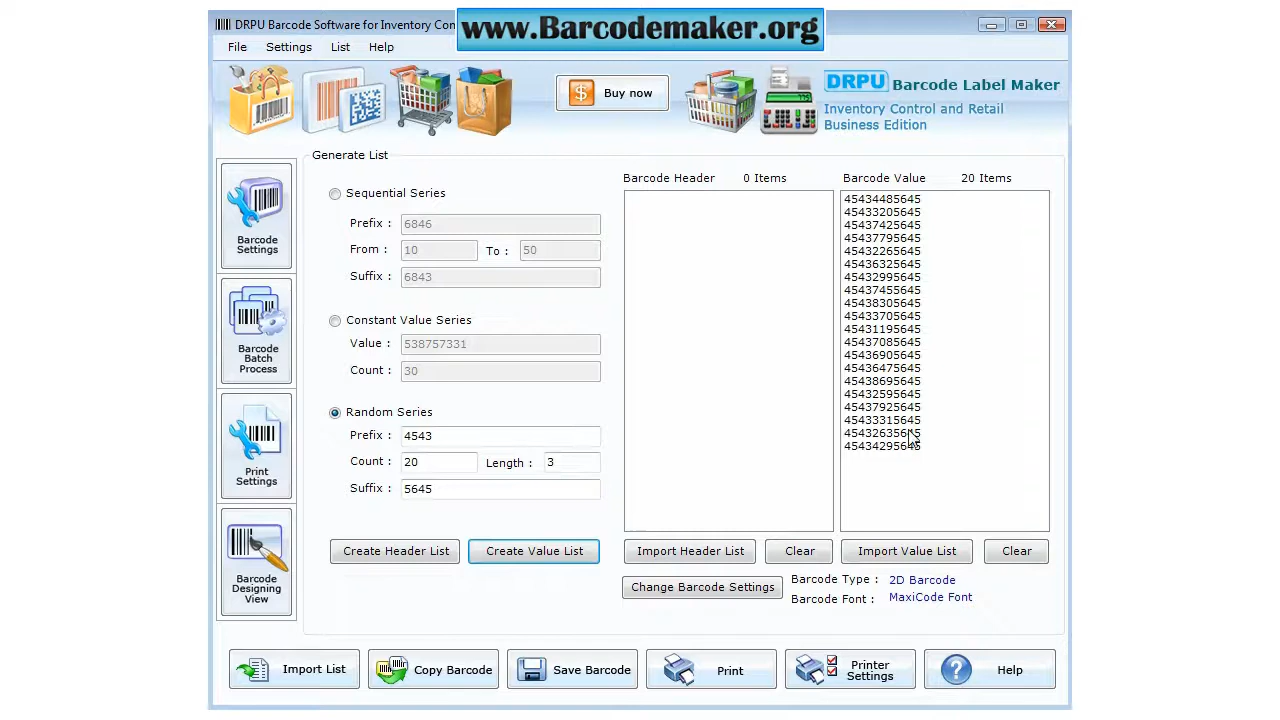 DRPU Barcode Software for Inventory Con
www.Barcodemaker.org
File Settings List Help
Buy now
DRPU Barcode Label Maker
Inventory Control and Retail
Business Edition
Barcode
Settings
Barcode
Batch
Process
Print
Settings
Barcode
Designing
View
Generate List
Sequential Series
Prefix : 6846
From : 10 To : 50
Suffix : 6843
Constant Value Series
Value : 538757331
Count : 30
Random Series
Prefix : 4543
Count : 20 Length : 3
Suffix : 5645
Create Header List Create Value List
Barcode Header 0 Items
Barcode Value 20 Items
45434485645
45433205645
45437425645
45437795645
45432265645
45436325645
45432995645
45437455645
45438305645
45433705645
45431195645
45437085645
45436905645
45436475645
45438695645
45432595645
45437925645
45433315645
45432635645
45434295645
Import Header List Clear Import Value List Clear
Change Barcode Settings
Barcode Type : 2D Barcode
Barcode Font : MaxiCode Font
Import List Copy Barcode Save Barcode Print Printer
Settings Help